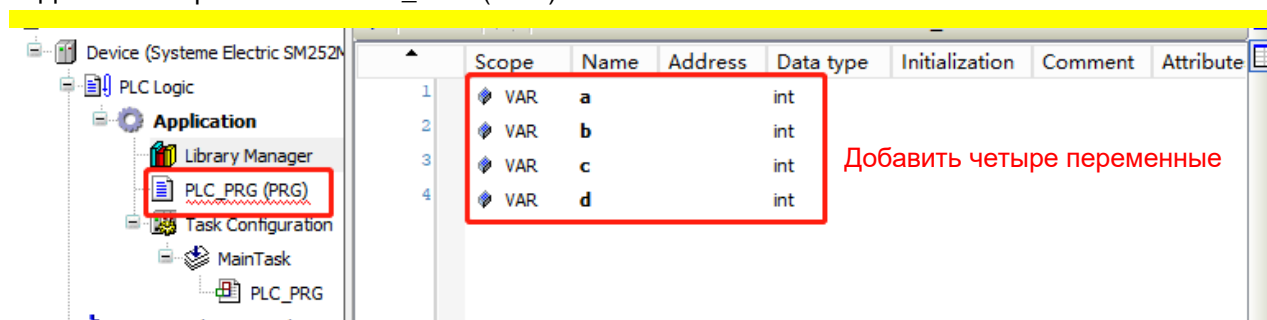 Device (Systeme Electric SM252
PLC Logic
Application
Library Manager
PLC_PRG (PRG)
Task Configuration
MainTask
PLC_PRG
Scope Name Address Data type Initialization Comment Attribute
1 VAR a int
2 VAR b int
3 VAR c int
4 VAR d int
Добавить четыре переменные